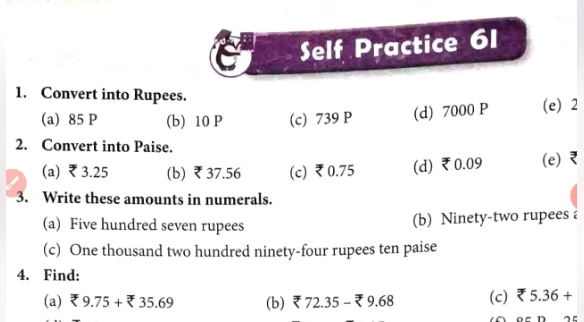 Self Practice 61
1. Convert into Rupees.
(a) 85 P (b) 10 P (c) 739 P (d) 7000 P (e)
2. Convert into Paise.
(a) ₹ 3.25 (b) ₹ 37.56 (c) ₹ 0.75 (d) ₹ 0.09 (e) ₹
3. Write these amounts in numerals.
(a) Five hundred seven rupees (b) Ninety-two rupees
(c) One thousand two hundred ninety-four rupees ten paise
4. Find:
(a) ₹ 9.75 + ₹ 35.69 (b) ₹ 72.35 – ₹ 9.68 (c) ₹ 5.36 +